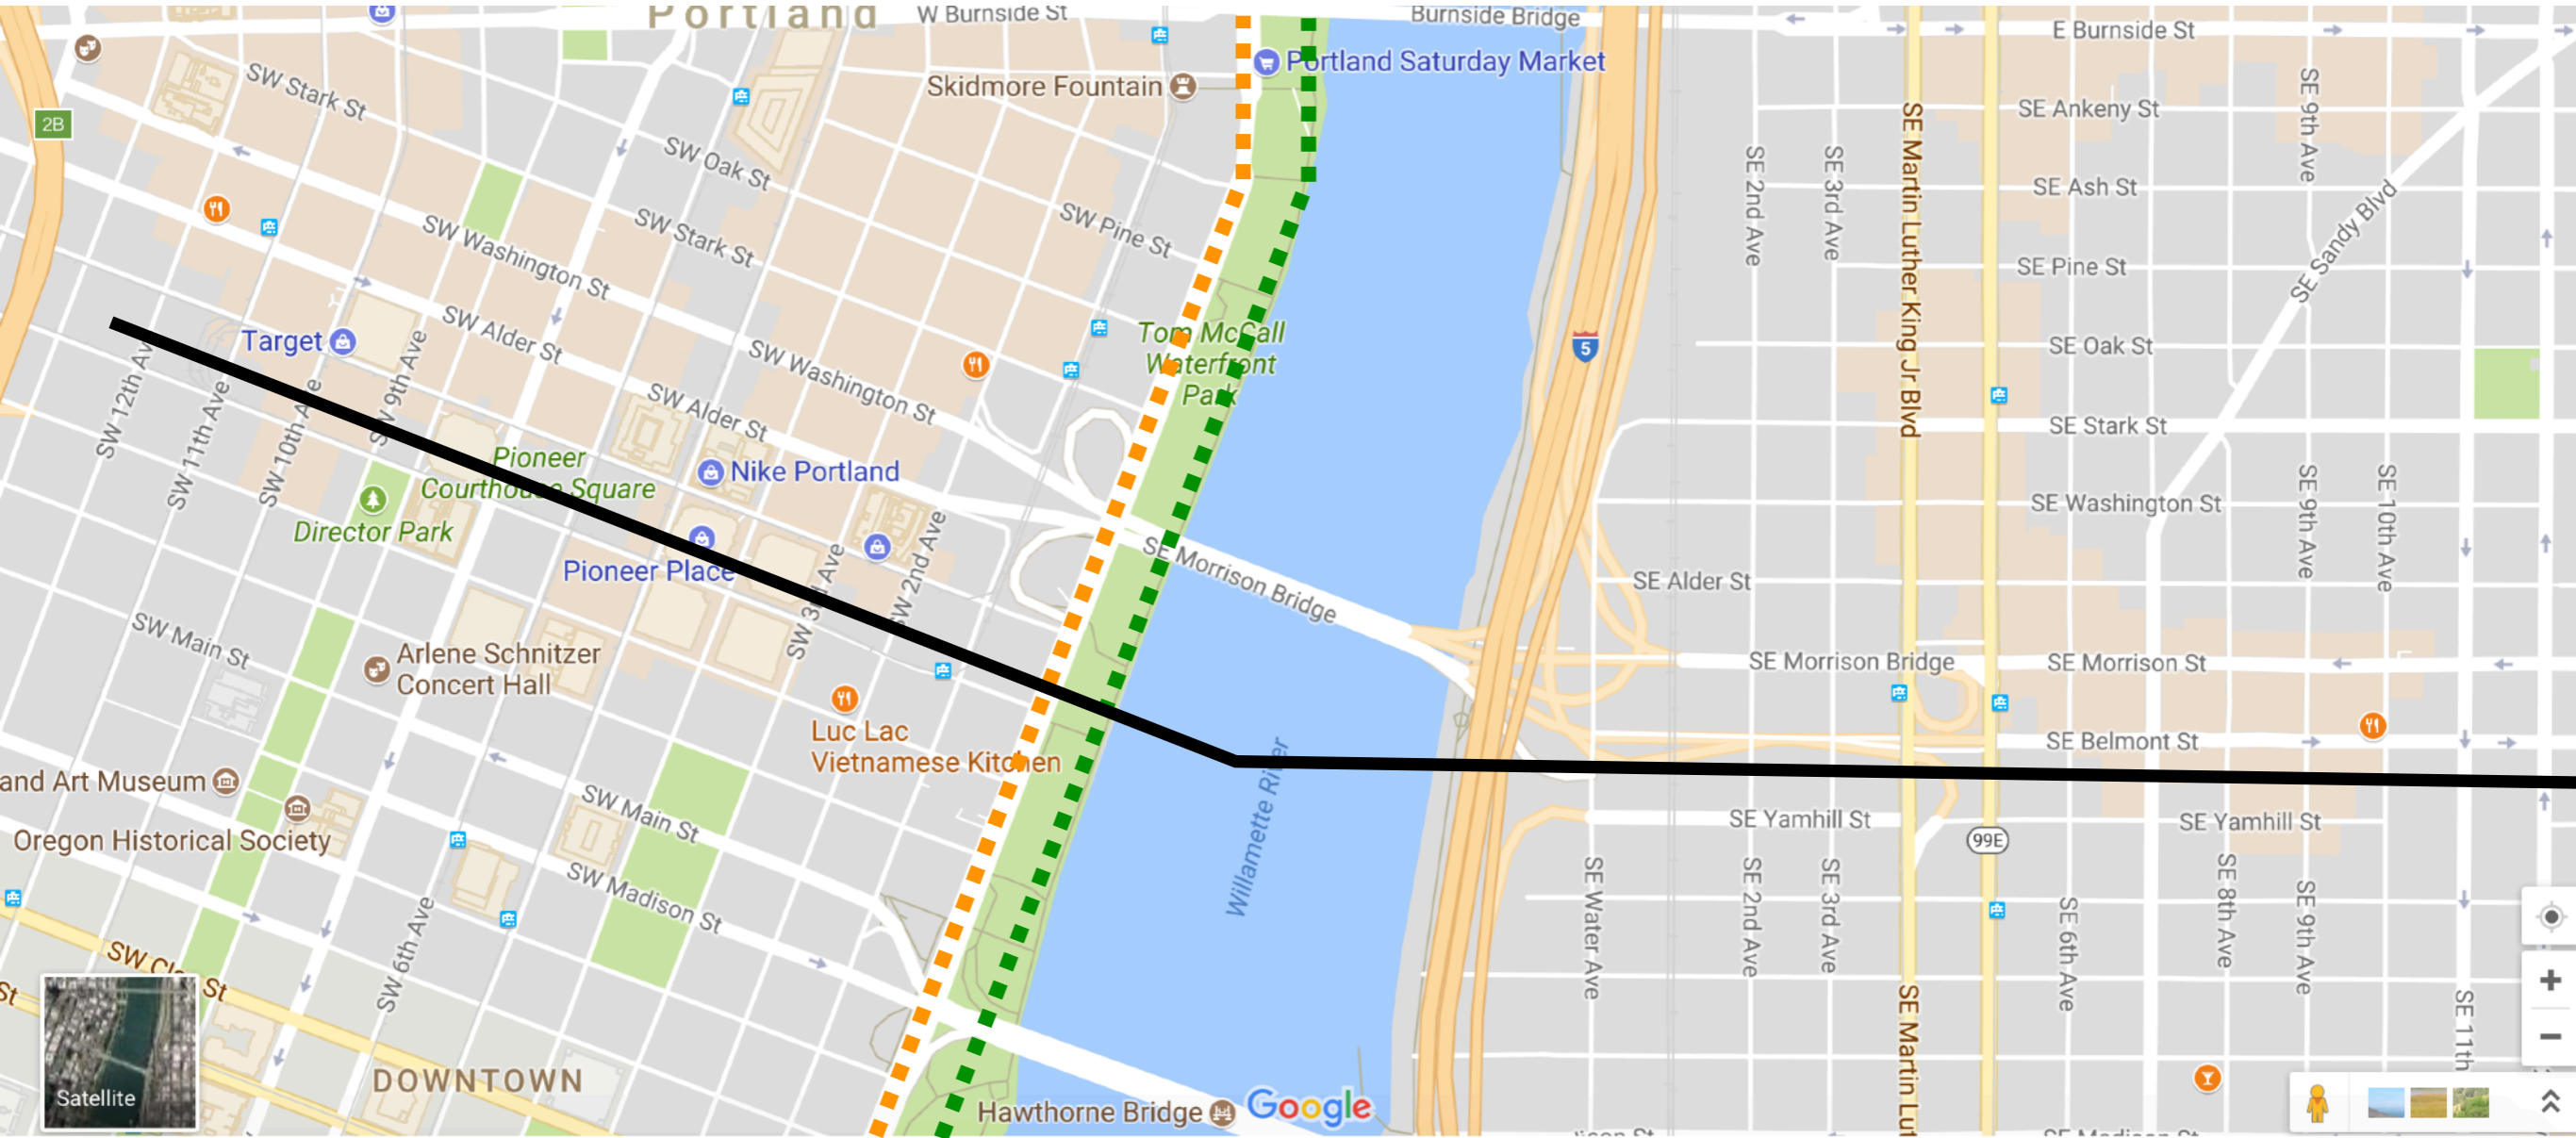 Portland
W Burnside St
Burnside Bridge
E Burnside St
Portland Saturday Market
Skidmore Fountain
SW Stark St
SE Ankeny St
SE 9th Ave
2B
SW Oak St
SE 2nd Ave
SE 3rd Ave
SE Martin Luther King Jr Blvd
SE Ash St
SE Sandy Blvd
SW Washington St
SW Stark St
SW Pine St
SE Pine St
Target
SW Alder St
SW Washington St
Tom McCall
Waterfront
Park
5
SE Oak St
SW 12th Av
SW 11th Ave
SW 10th Ave
SW 9th Ave
SW Alder St
SE Stark St
Pioneer
Courthouse Square
Nike Portland
Director Park
SE Washington St
SE 9th Ave
SE 10th Ave
Pioneer Place
SW 3rd Ave
SW 2nd Ave
SE Morrison Bridge
SE Alder St
SW Main St
Arlene Schnitzer
Concert Hall
SE Morrison Bridge
SE Morrison St
Luc Lac
Vietnamese Kitchen
SE Belmont St
and Art Museum
Oregon Historical Society
SW Main St
Willamette River
SE Yamhill St
99E
SE Yamhill St
SW Madison St
SE Water Ave
SE 2nd Ave
SE 3rd Ave
SE 6th Ave
SE 8th Ave
SE 9th Ave
SW 6th Ave
St
SE Martin Lut
SE 11th
Satellite
DOWNTOWN
Hawthorne Bridge
Google